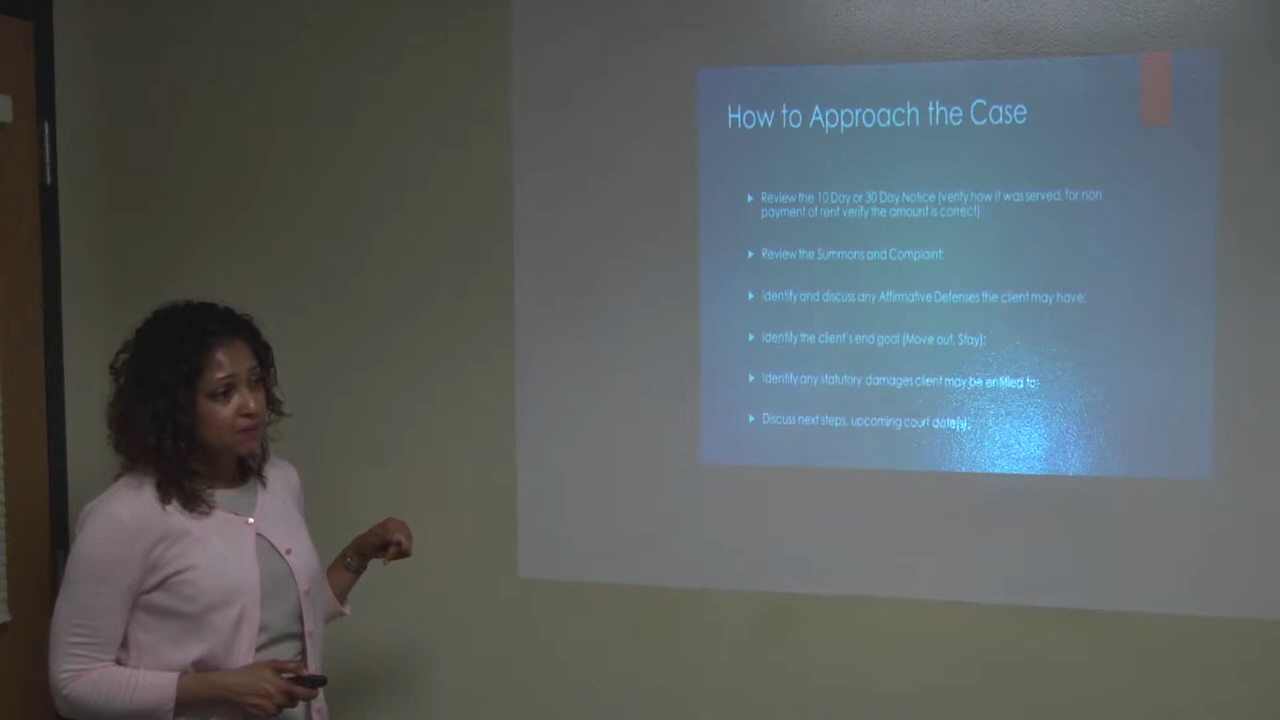 How to Approach the Case
Review the 10 Day or 30 Day Notice (verify how it was served, for non
payment of rent verify the amount is correct)
Review the Summons and Complaint;
Identify and discuss any Affirmative Defenses the client may have;
Identify the client's end goal (Move out, Stay);
Identify any statutory damages client may be entitled to;
Discuss next steps, upcoming court date(s);